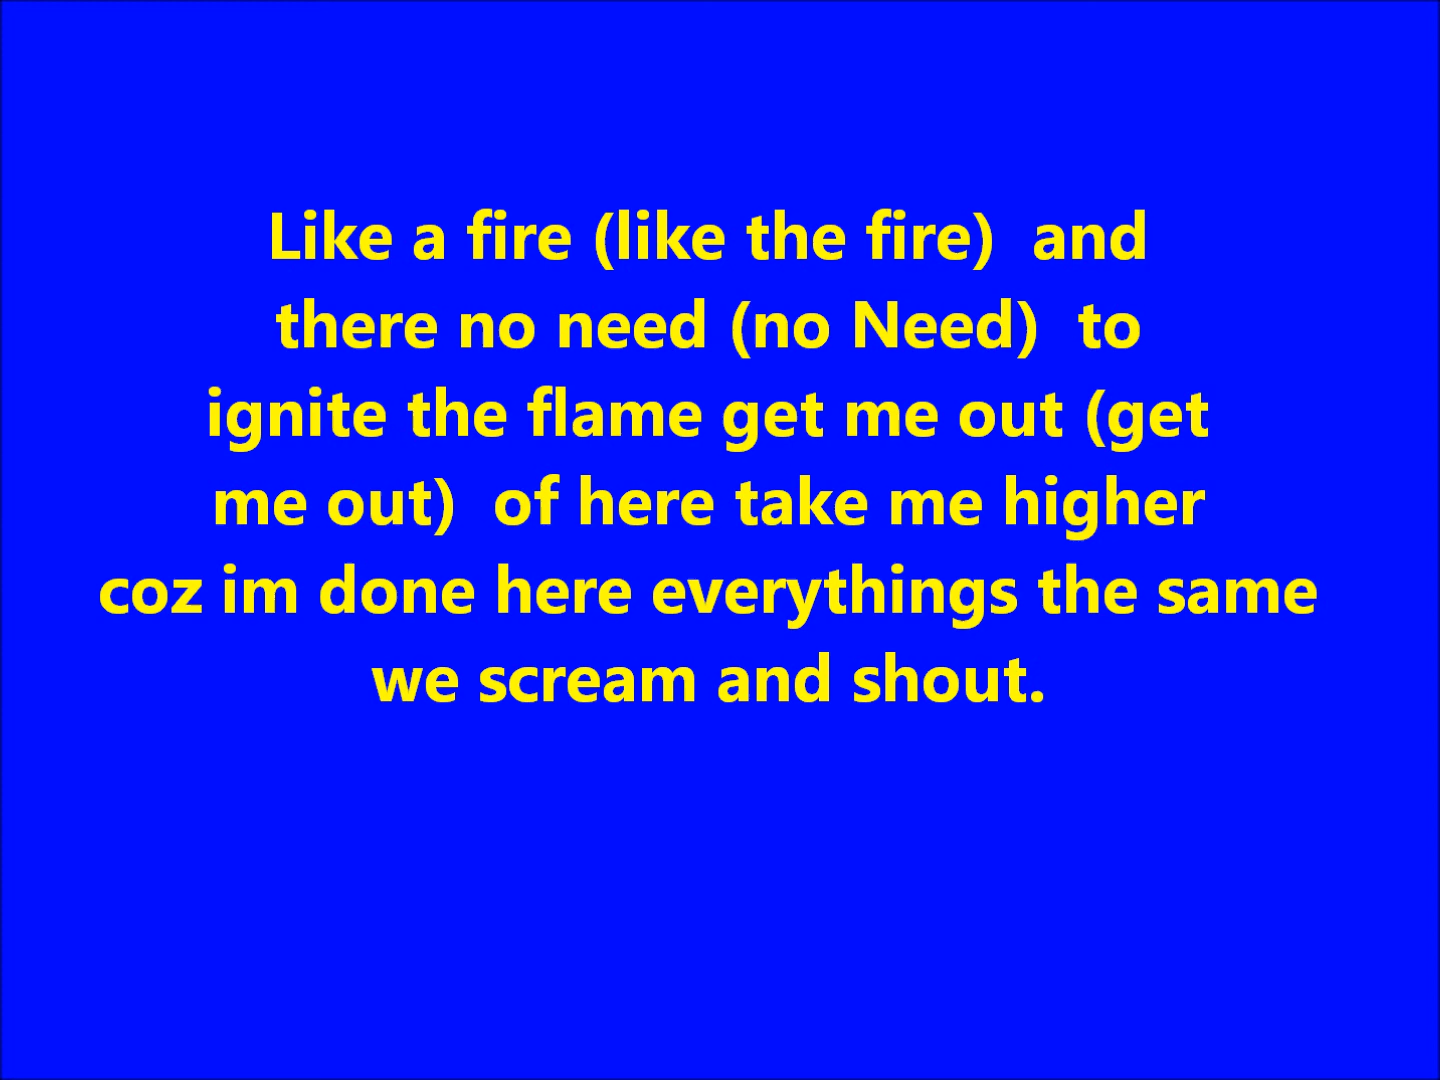 Like a fire (like the fire)  and
there no need (no Need)  to
ignite the flame get me out (get
me out)  of here take me higher
coz im done here everythings the same
we scream and shout.